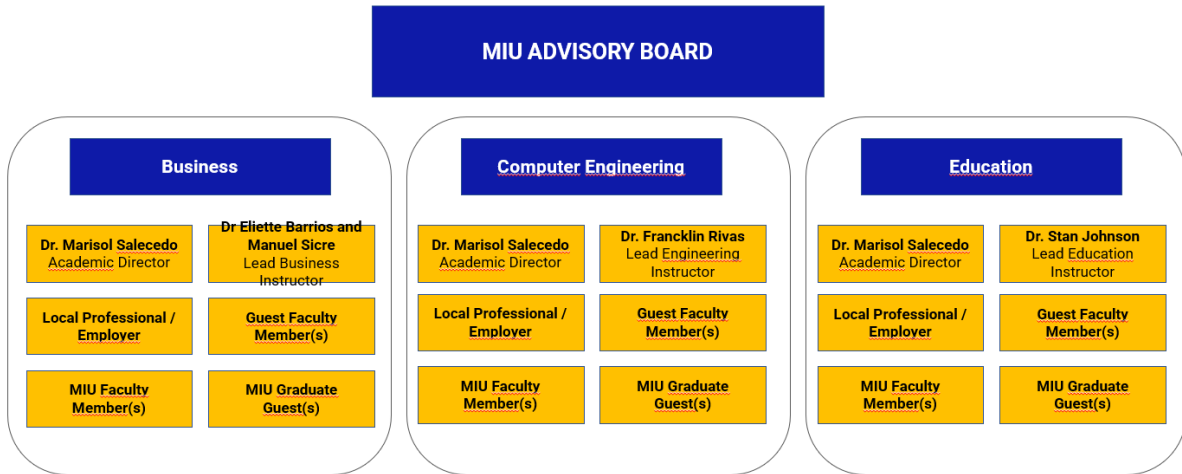 MIU ADVISORY BOARD
Business
Dr. Marisol Salecedo
Academic Director
Dr Eliette Barrios and
Manuel Sicre
Lead Business
Instructor
Local Professional /
Employer
Guest Faculty
Member(s)
MIU Faculty
Member(s)
MIU Graduate
Guest(s)
Computer Engineering
Dr. Marisol Salecedo
Academic Director
Dr. Francklin Rivas
Lead Engineering
Instructor
Local Professional /
Employer
Guest Faculty
Member(s)
MIU Faculty
Member(s)
MIU Graduate
Guest(s)
Education
Dr. Marisol Salecedo
Academic Director
Dr. Stan Johnson
Lead Education
Instructor
Local Professional /
Employer
Guest Faculty
Member(s)
MIU Faculty
Member(s)
MIU Graduate
Guest(s)